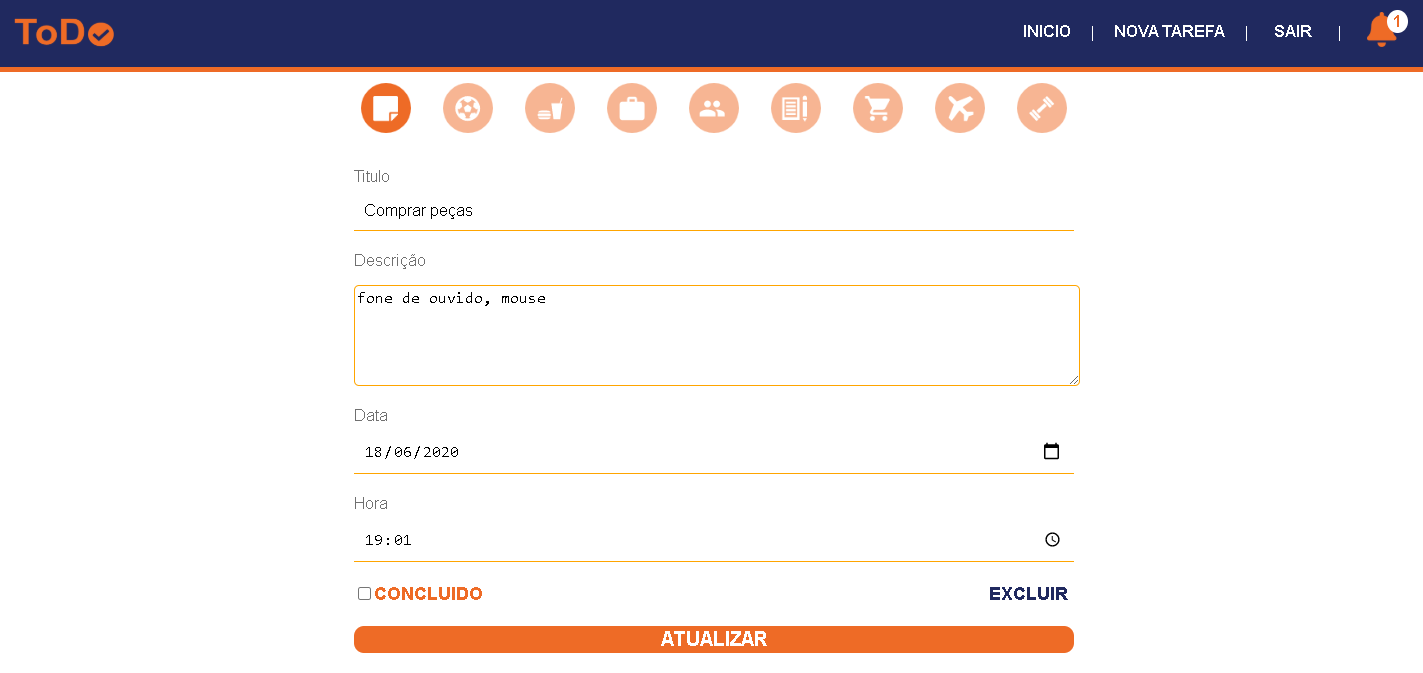 ToDo
INICIO | NOVA TAREFA | SAIR | 1
Titulo
Comprar peças
Descrição
fone de ouvido, mouse
Data
18/06/2020
Hora
19:01
CONCLUIDO EXCLUIR
ATUALIZAR